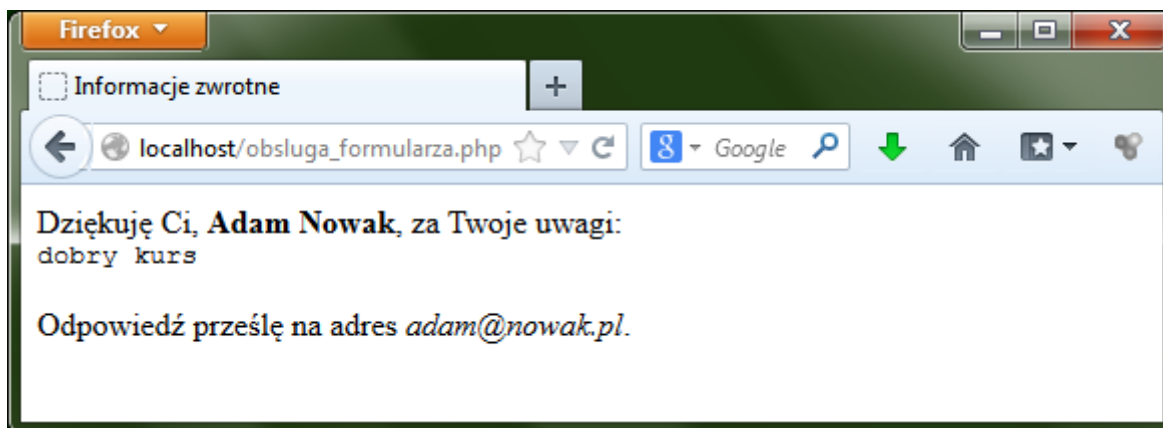 Firefox
Informacje zwrotne
localhost/obsluga_formularza.php
Google
Dziękuję Ci, Adam Nowak, za Twoje uwagi:
dobry kurs
Odpowiedź prześlę na adres adam@nowak.pl.